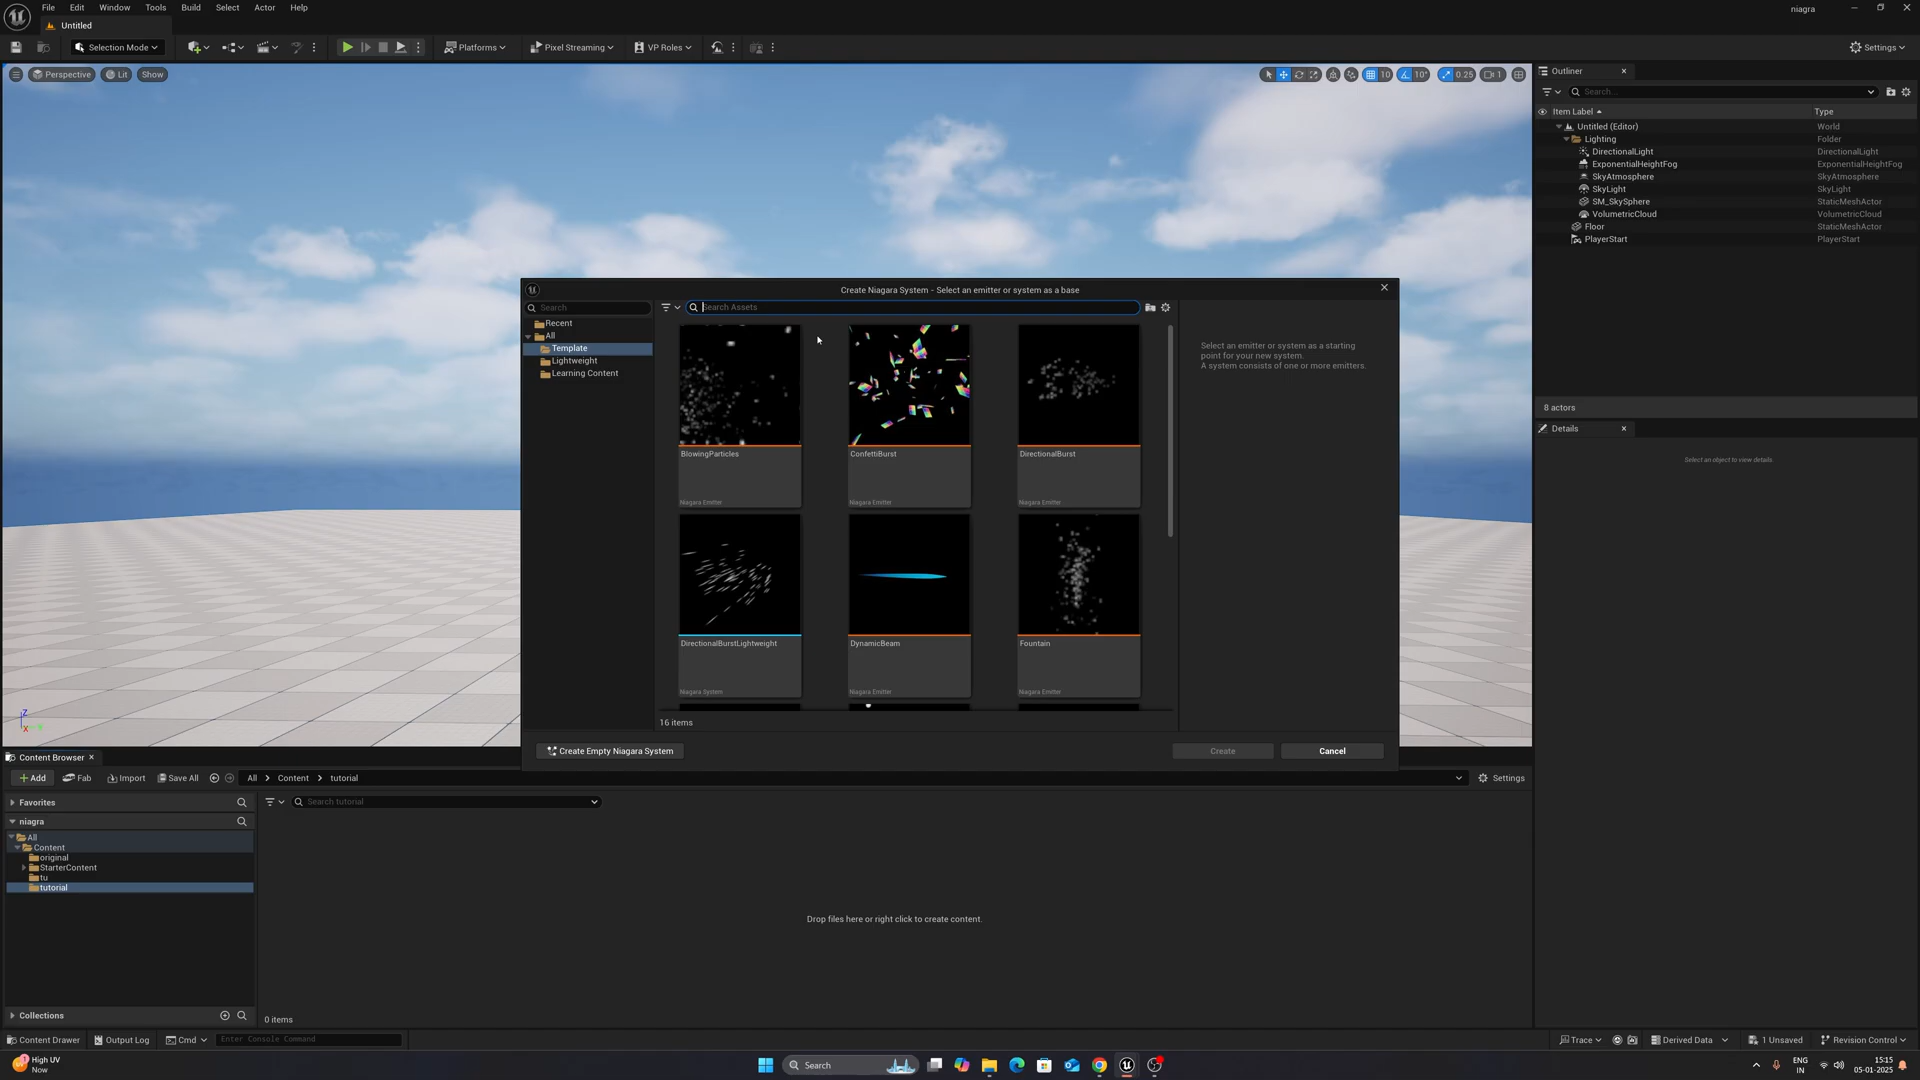 File Edit Window Tools Build Select Actor Help
niagra
Untitled
Selection Mode
Platforms
Pixel Streaming
VP Roles
Settings
Perspective
Lit
Show
10
10°
0.25
1
Outliner
Search...
Item Label
Type
Untitled (Editor) World
Lighting Folder
DirectionalLight DirectionalLight
ExponentialHeightFog ExponentialHeightFog
SkyAtmosphere SkyAtmosphere
SkyLight SkyLight
SM_SkySphere StaticMeshActor
VolumetricCloud VolumetricCloud
Floor StaticMeshActor
PlayerStart PlayerStart
8 actors
Details
Select an object to view details.
Create Niagara System - Select an emitter or system as a base
Search
Search Assets
Recent
All
Template
Lightweight
Learning Content
BlowingParticles
Niagara Emitter
ConfettiBurst
Niagara Emitter
DirectionalBurst
Niagara Emitter
DirectionalBurstLightweight
Niagara System
DynamicBeam
Niagara Emitter
Fountain
Niagara Emitter
Select an emitter or system as a starting
point for your new system.
A system consists of one or more emitters.
16 items
Create Empty Niagara System
Create
Cancel
Z
X
Content Browser
Add
Fab
Import
Save All
All
Content
tutorial
Settings
Favorites
niagra
All
Content
original
StarterContent
tu
tutorial
Search tutorial
Drop files here or right click to create content.
Collections
0 items
Content Drawer
Output Log
Cmd
Enter Console Command
Trace
Derived Data
1 Unsaved
Revision Control
1
High UV
Now
Search
ENG
IN
15:15
05-01-2025